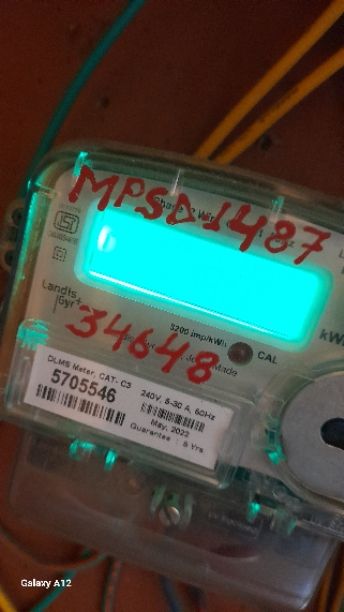 MPSD1487
Landis
Gyr+
3200 imp/kWh
CAL
34648
Made
DLMS Meter, CAT- C3
5705546
240V, 5-30 A, 50Hz
May, 2022
Guarantee : 5 Yrs
Galaxy A12